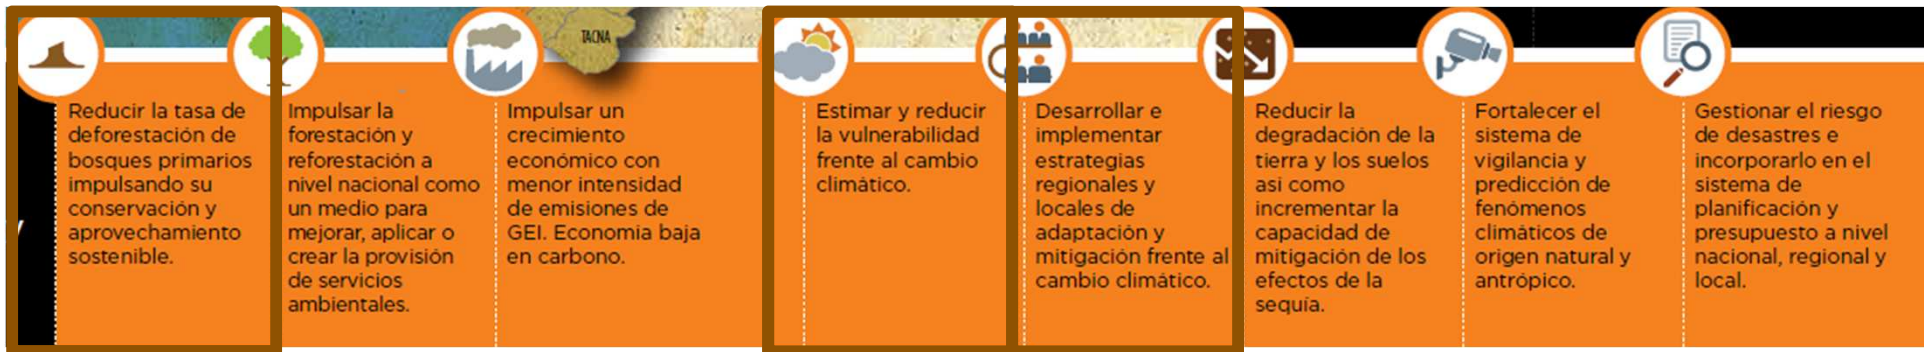 TACNA
Reducir la tasa de
deforestación de
bosques primarios
impulsando su
conservación y
aprovechamiento
sostenible.
Impulsar la
forestación y
reforestación a
nivel nacional como
un medio para
mejorar, aplicar o
crear la provisión
de servicios
ambientales.
Impulsar un
crecimiento
económico con
menor intensidad
de emisiones de
GEI. Economía baja
en carbono.
Estimar y reducir
la vulnerabilidad
frente al cambio
climático.
Desarrollar e
implementar
estrategias
regionales y
locales de
adaptación y
mitigación frente al
cambio climático.
Reducir la
degradación de la
tierra y los suelos
asi como
incrementar la
capacidad de
mitigación de los
efectos de la
sequía.
Fortalecer el
sistema de
vigilancia y
predicción de
fenómenos
climáticos de
origen natural y
antrópico.
Gestionar el riesgo
de desastres e
incorporarlo en el
sistema de
planificación y
presupuesto a nivel
nacional, regional y
local.